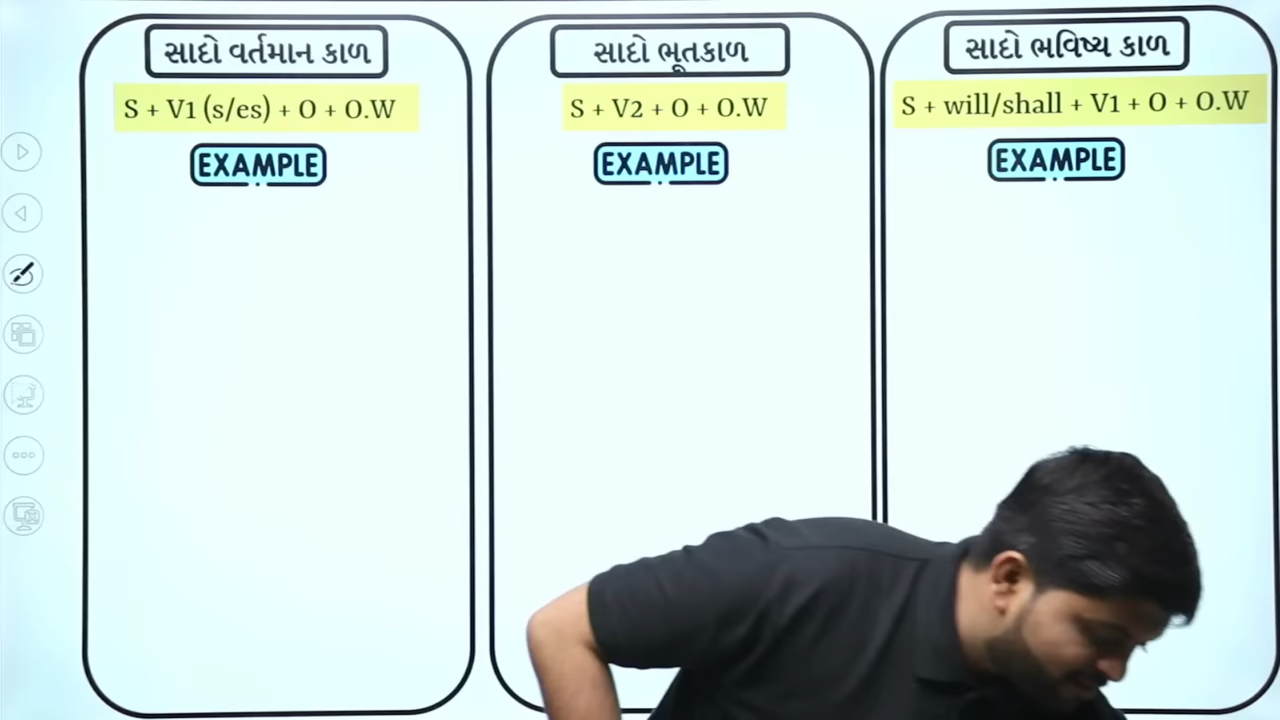 સાદો વર્તમાન કાળ
S + V1 (s/es) + O + O.W
EXAMPLE
સાદો ભૂતકાળ
S + V2 + O + O.W
EXAMPLE
સાદો ભવિષ્ય કાળ
S + will/shall + V1 + O + O.W
EXAMPLE